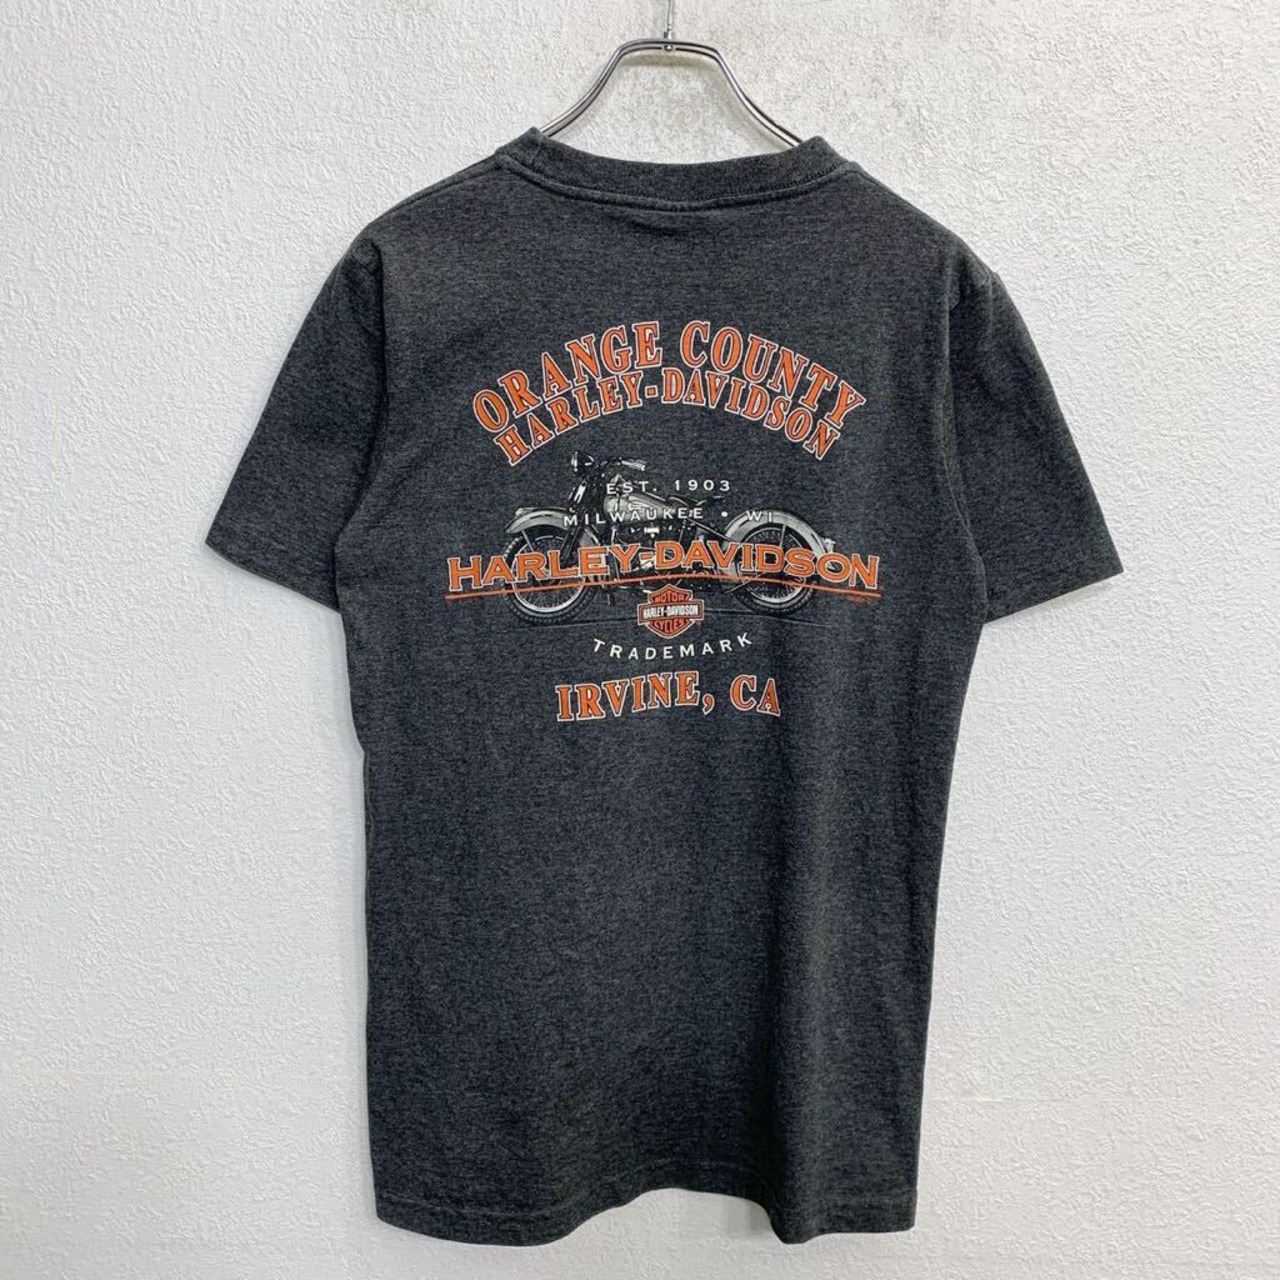 ORANGE COUNTY
HARLEY-DAVIDSON
EST. 1903
MILWAUKEE • WI
HARLEY-DAVIDSON
MOTOR
HARLEY-DAVIDSON
CYCLES
TRADEMARK
IRVINE, CA